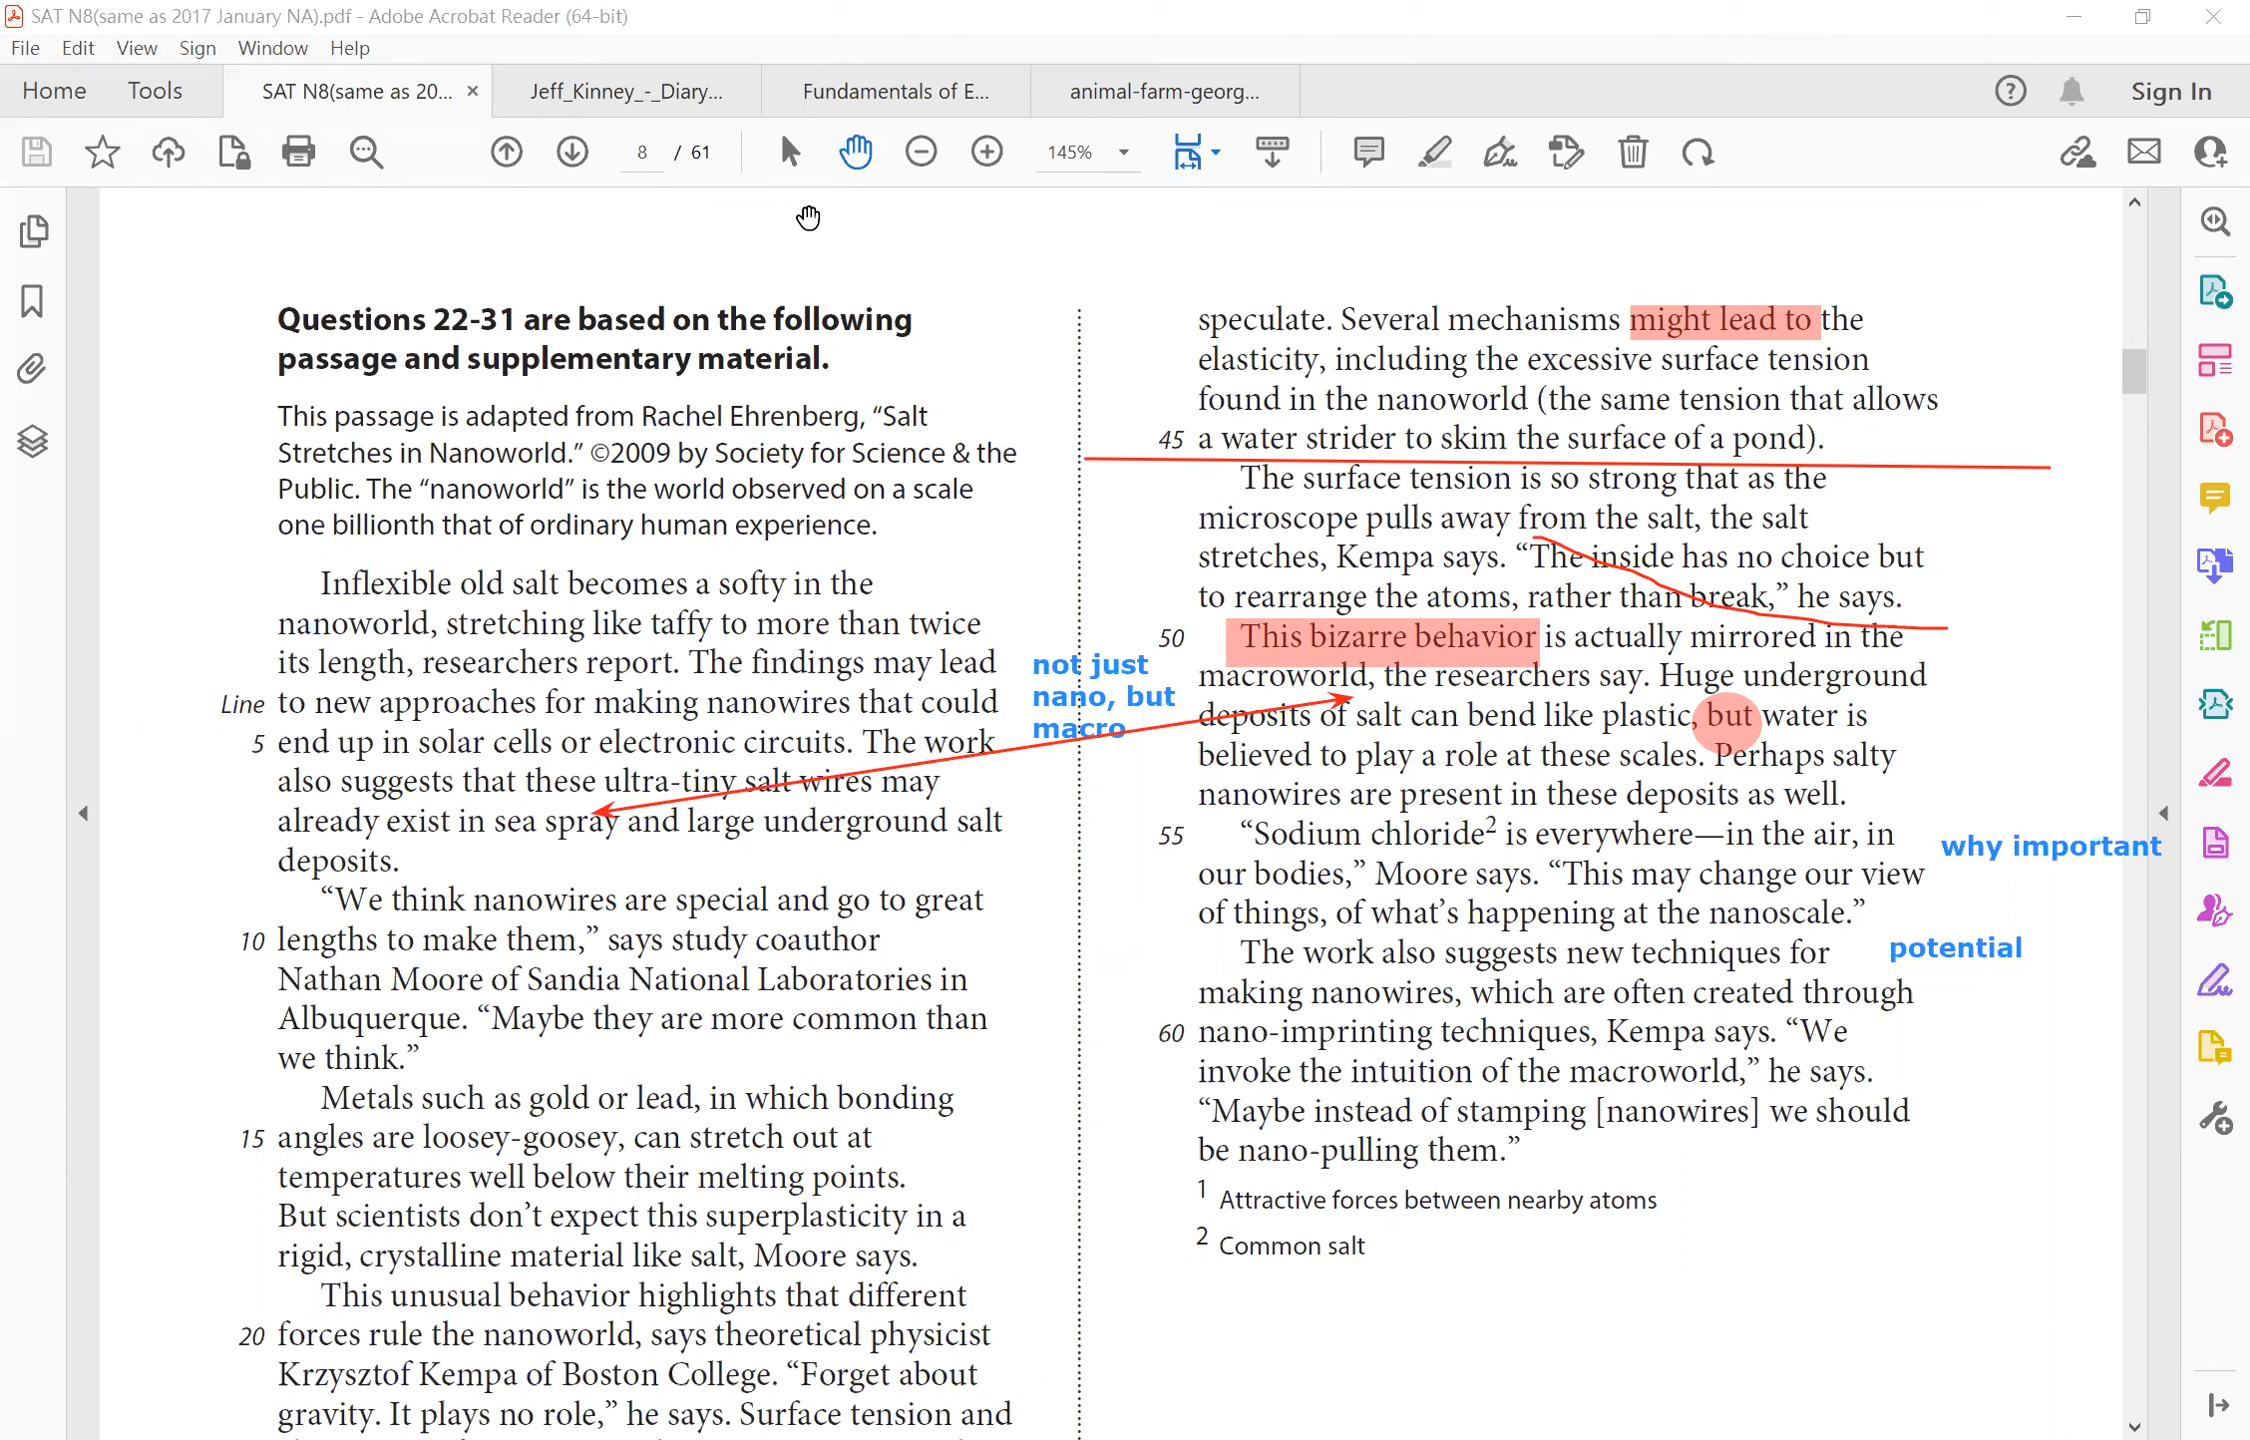 SAT N8(same as 2017 January NA).pdf - Adobe Acrobat Reader (64-bit)
File Edit View Sign Window Help
Home Tools SAT N8(same as 20... × Jeff_Kinney_-_Diary... Fundamentals of E... animal-farm-georg... Sign In
8 / 61 145%
Questions 22-31 are based on the following
passage and supplementary material.
This passage is adapted from Rachel Ehrenberg, “Salt
Stretches in Nanoworld.” ©2009 by Society for Science & the
Public. The “nanoworld” is the world observed on a scale
one billionth that of ordinary human experience.
Inflexible old salt becomes a softy in the
nanoworld, stretching like taffy to more than twice
its length, researchers report. The findings may lead
Line to new approaches for making nanowires that could
5 end up in solar cells or electronic circuits. The work
also suggests that these ultra-tiny salt wires may
already exist in sea spray and large underground salt
deposits.
“We think nanowires are special and go to great
10 lengths to make them,” says study coauthor
Nathan Moore of Sandia National Laboratories in
Albuquerque. “Maybe they are more common than
we think.”
Metals such as gold or lead, in which bonding
15 angles are loosey-goosey, can stretch out at
temperatures well below their melting points.
But scientists don’t expect this superplasticity in a
rigid, crystalline material like salt, Moore says.
This unusual behavior highlights that different
20 forces rule the nanoworld, says theoretical physicist
Krzysztof Kempa of Boston College. “Forget about
gravity. It plays no role,” he says. Surface tension and
not just
nano, but
macro
speculate. Several mechanisms might lead to the
elasticity, including the excessive surface tension
found in the nanoworld (the same tension that allows
45 a water strider to skim the surface of a pond).
The surface tension is so strong that as the
microscope pulls away from the salt, the salt
stretches, Kempa says. “The inside has no choice but
to rearrange the atoms, rather than break,” he says.
50 This bizarre behavior is actually mirrored in the
macroworld, the researchers say. Huge underground
deposits of salt can bend like plastic, but water is
believed to play a role at these scales. Perhaps salty
nanowires are present in these deposits as well.
55 “Sodium chloride2 is everywhere—in the air, in
our bodies,” Moore says. “This may change our view
of things, of what’s happening at the nanoscale.”
The work also suggests new techniques for
making nanowires, which are often created through
60 nano-imprinting techniques, Kempa says. “We
invoke the intuition of the macroworld,” he says.
“Maybe instead of stamping [nanowires] we should
be nano-pulling them.”
1 Attractive forces between nearby atoms
2 Common salt
why important
potential